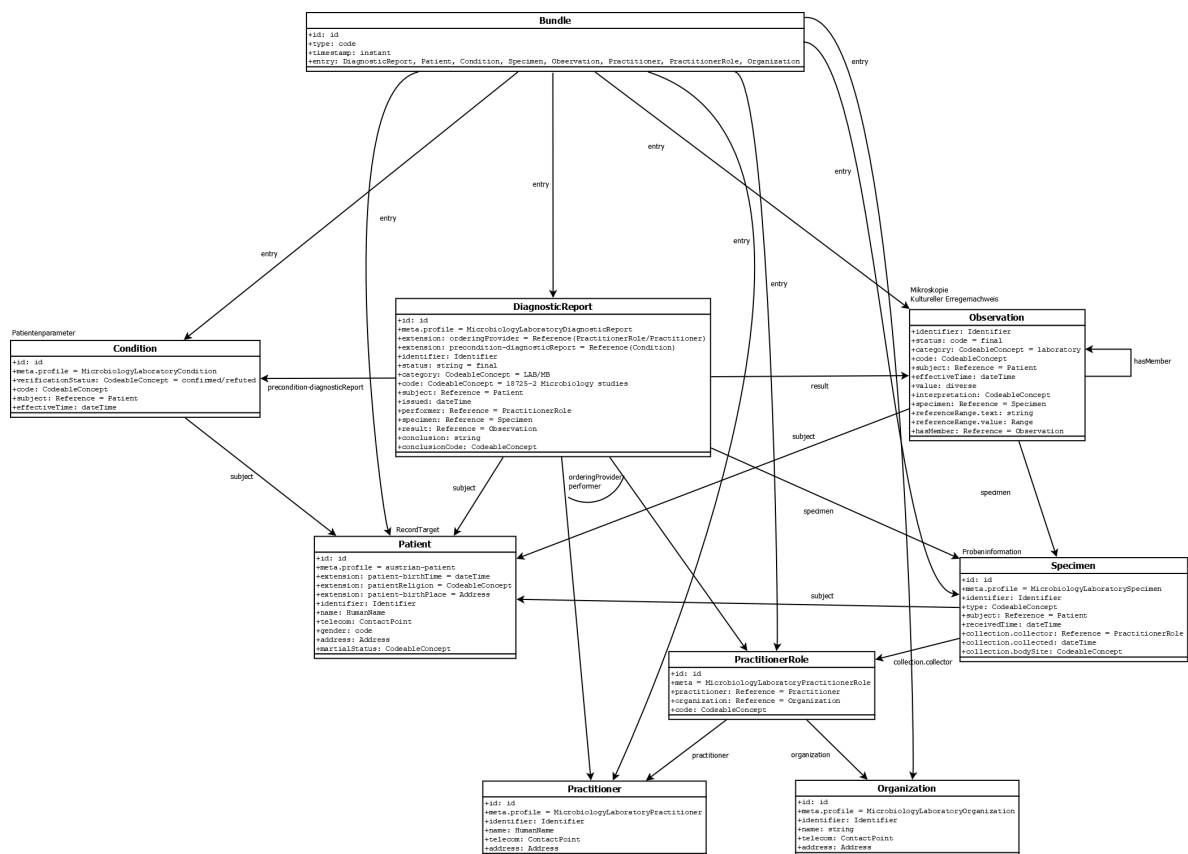 Bundle
+id: id
+type: code
+timestamp: instant
+entry: DiagnosticReport, Patient, Condition, Specimen, Observation, Practitioner, PractitionerRole, Organization
entry
entry
entry
entry
entry
entry
entry
entry
Patientenparameter
Condition
+id: id
+meta.profile = MicrobiologyLaboratoryCondition
+verificationStatus: CodeableConcept = confirmed/refuted
+code: CodeableConcept
+subject: Reference = Patient
+effectiveTime: dateTime
precondition-diagnosticReport
DiagnosticReport
+id: id
+meta.profile = MicrobiologyLaboratoryDiagnosticReport
+extension: orderingProvider = Reference(PractitionerRole/Practitioner)
+extension: precondition-diagnosticReport = Reference(Condition)
+identifier: Identifier
+status: string = final
+category: CodeableConcept = LAB/MB
+code: CodeableConcept = 18725-2 Microbiology studies
+subject: Reference = Patient
+issued: dateTime
+performer: Reference = PractitionerRole
+specimen: Reference = Specimen
+result: Reference = Observation
+conclusion: string
+conclusionCode: CodeableConcept
result
Mikroskopie
Kultureller Erregernachweis
Observation
+identifier: Identifier
+status: code = final
+category: CodeableConcept = laboratory
+code: CodeableConcept
+subject: Reference = Patient
+effectiveTime: dateTime
+value: diverse
+interpretation: CodeableConcept
+specimen: Reference = Specimen
+referenceRange.text: string
+referenceRange.value: Range
+hasMember: Reference = Observation
hasMember
subject
subject
subject
orderingProvider/
performer
specimen
specimen
RecordTarget
Patient
+id: id
+meta.profile = austrian-patient
+extension: patient-birthTime = dateTime
+extension: patientReligion = CodeableConcept
+extension: patient-birthPlace = Address
+identifier: Identifier
+name: HumanName
+telecom: ContactPoint
+gender: code
+address: Address
+martialStatus: CodeableConcept
subject
Probeninformation
Specimen
+id: id
+meta.profile = MicrobiologyLaboratorySpecimen
+identifier: Identifier
+type: CodeableConcept
+subject: Reference = Patient
+receivedTime: dateTime
+collection.collector: Reference = PractitionerRole
+collection.collected: dateTime
+collection.bodySite: CodeableConcept
collection.collector
PractitionerRole
+id: id
+meta = MicrobiologyLaboratoryPractitionerRole
+practitioner: Reference = Practitioner
+organization: Reference = Organization
+code: CodeableConcept
practitioner
organization
Practitioner
+id: id
+meta.profile = MicrobiologyLaboratoryPractitioner
+identifier: Identifier
+name: HumanName
+telecom: ContactPoint
+address: Address
Organization
+id: id
+meta.profile = MicrobiologyLaboratoryOrganization
+identifier: Identifier
+name: string
+telecom: ContactPoint
+address: Address